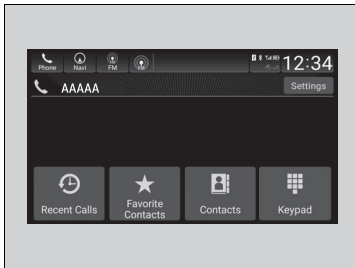 Phone Navi FM
12:34
AAAAA
Settings
Recent Calls
Favorite
Contacts
Contacts
Keypad